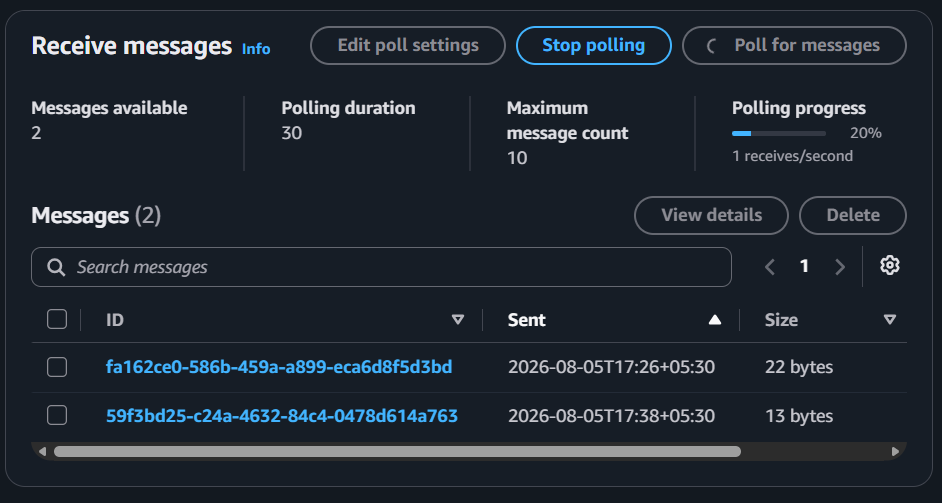 Receive messages Info Edit poll settings Stop polling Poll for messages
Messages available Polling duration Maximum message count Polling progress
2 30 10 20%
1 receives/second
Messages (2) View details Delete
Search messages 1
ID Sent Size
fa162ce0-586b-459a-a899-eca6d8f5d3bd 2026-08-05T17:26+05:30 22 bytes
59f3bd25-c24a-4632-84c4-0478d614a763 2026-08-05T17:38+05:30 13 bytes